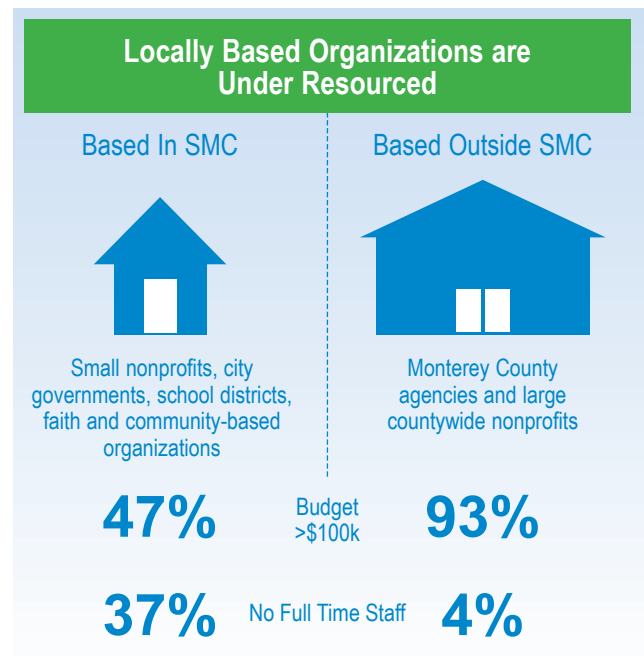 Locally Based Organizations are
Under Resourced
Based In SMC
Small nonprofits, city
governments, school districts,
faith and community-based
organizations
Based Outside SMC
Monterey County
agencies and large
countywide nonprofits
47%
Budget
>$100k
93%
37%
No Full Time Staff
4%